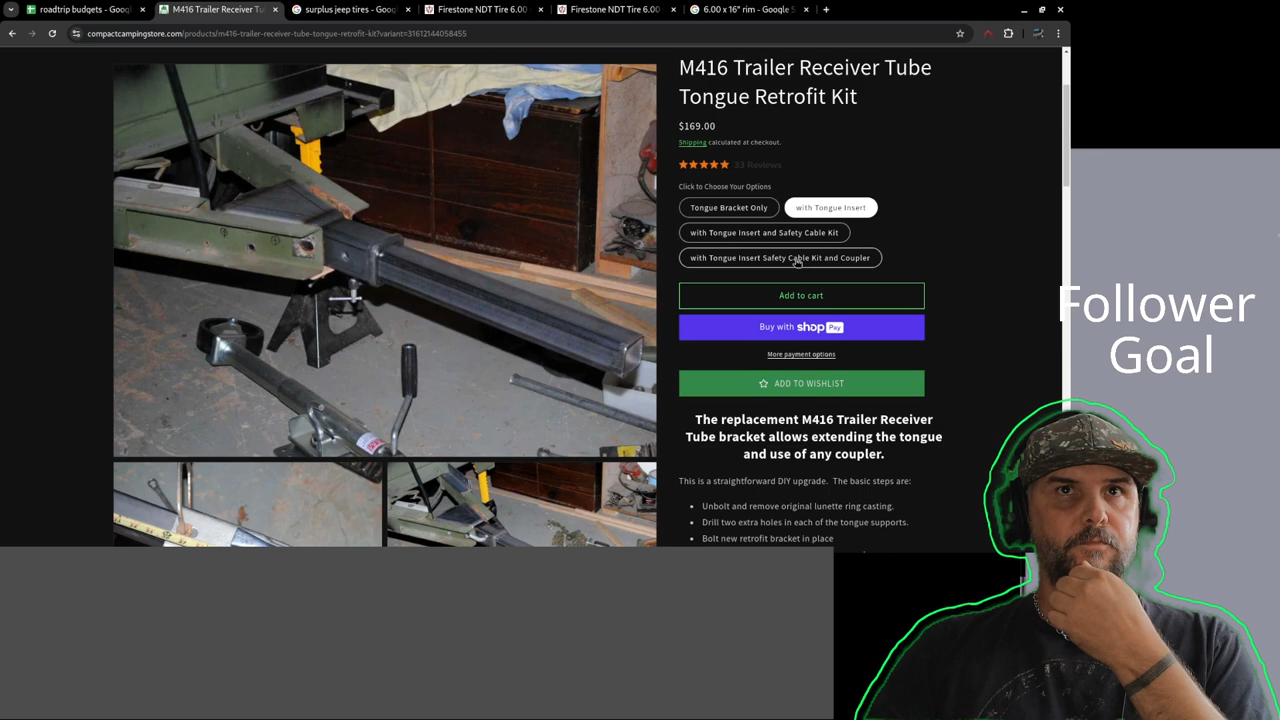 roadtrip budgets - Googl
M416 Trailer Receiver Tu
surplus jeep tires - Googl
Firestone NDT Tire 6.00
Firestone NDT Tire 6.00
6.00 x 16" rim - Google S
compactcampingstore.com/products/m416-trailer-receiver-tube-tongue-retrofit-kit?variant=31612144058455
M416 Trailer Receiver Tube
Tongue Retrofit Kit
$169.00
Shipping calculated at checkout.
33 Reviews
Click to Choose Your Options
Tongue Bracket Only
with Tongue Insert
with Tongue Insert and Safety Cable Kit
with Tongue Insert Safety Cable Kit and Coupler
Add to cart
Buy with shop Pay
More payment options
ADD TO WISHLIST
The replacement M416 Trailer Receiver
Tube bracket allows extending the tongue
and use of any coupler.
This is a straightforward DIY upgrade. The basic steps are:
• Unbolt and remove original lunette ring casting.
• Drill two extra holes in each of the tongue supports.
• Bolt new retrofit bracket in place
Follower
Goal